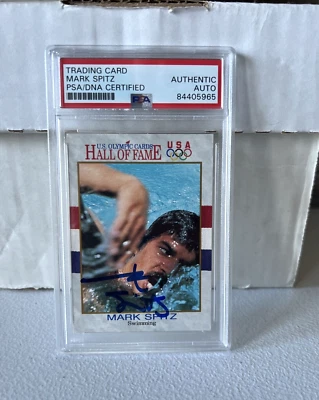 TRADING CARD
MARK SPITZ
PSA/DNA CERTIFIED
AUTHENTIC
AUTO
84405965
PSA
U.S. OLYMPIC CARDS
HALL OF FAME
USA
MARK SPITZ
Swimming